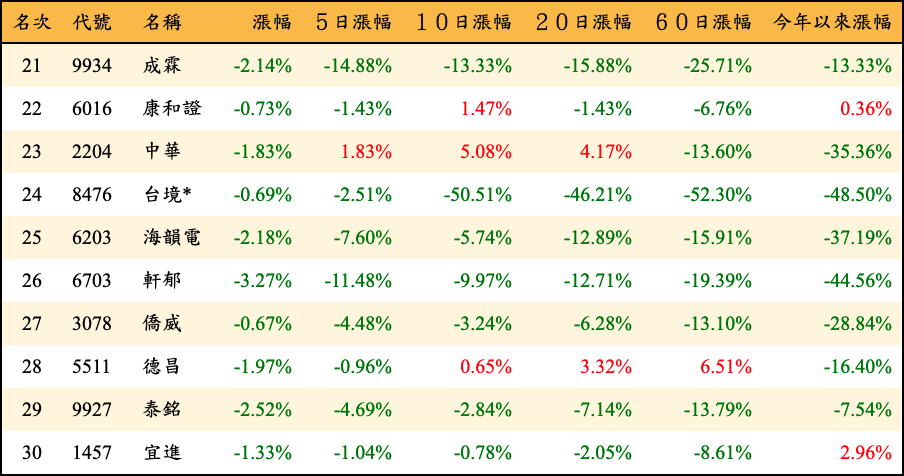 名次 代號 名稱 漲幅 5日漲幅 10日漲幅 20日漲幅 60日漲幅 今年以來漲幅
21 9934 成霖 -2.14% -14.88% -13.33% -15.88% -25.71% -13.33%
22 6016 康和證 -0.73% -1.43% 1.47% -1.43% -6.76% 0.36%
23 2204 中華 -1.83% 1.83% 5.08% 4.17% -13.60% -35.36%
24 8476 台境* -0.69% -2.51% -50.51% -46.21% -52.30% -48.50%
25 6203 海韻電 -2.18% -7.60% -5.74% -12.89% -15.91% -37.19%
26 6703 軒郁 -3.27% -11.48% -9.97% -12.71% -19.39% -44.56%
27 3078 僑威 -0.67% -4.48% -3.24% -6.28% -13.10% -28.84%
28 5511 德昌 -1.97% -0.96% 0.65% 3.32% 6.51% -16.40%
29 9927 泰銘 -2.52% -4.69% -2.84% -7.14% -13.79% -7.54%
30 1457 宜進 -1.33% -1.04% -0.78% -2.05% -8.61% 2.96%